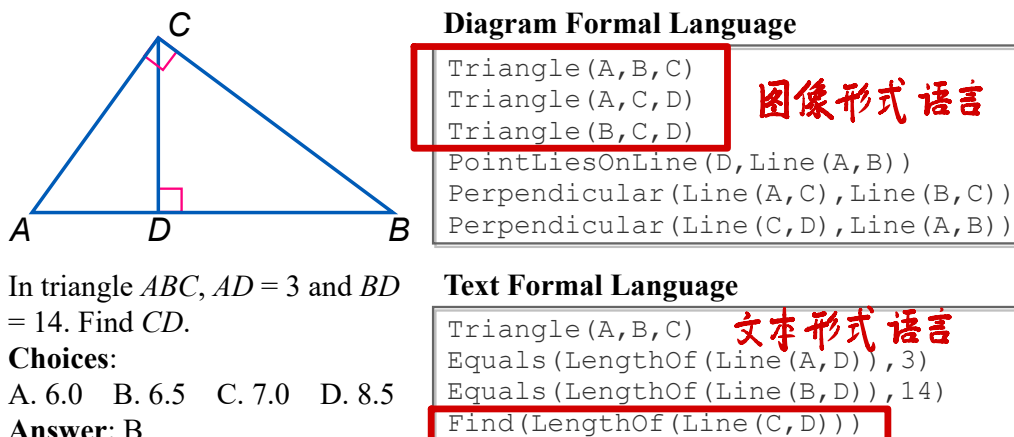 C
A
D
B
In triangle ABC, AD = 3 and BD
= 14. Find CD.
Choices:
A. 6.0 B. 6.5 C. 7.0 D. 8.5
Answer: B
Diagram Formal Language
Triangle(A,B,C)
Triangle(A,C,D)
Triangle(B,C,D)
图像形式语言
PointLiesOnLine(D,Line(A,B))
Perpendicular(Line(A,C),Line(B,C))
Perpendicular(Line(C,D),Line(A,B))
Text Formal Language
Triangle(A,B,C)
文本形式语言
Equals(LengthOf(Line(A,D)),3)
Equals(LengthOf(Line(B,D)),14)
Find(LengthOf(Line(C,D)))